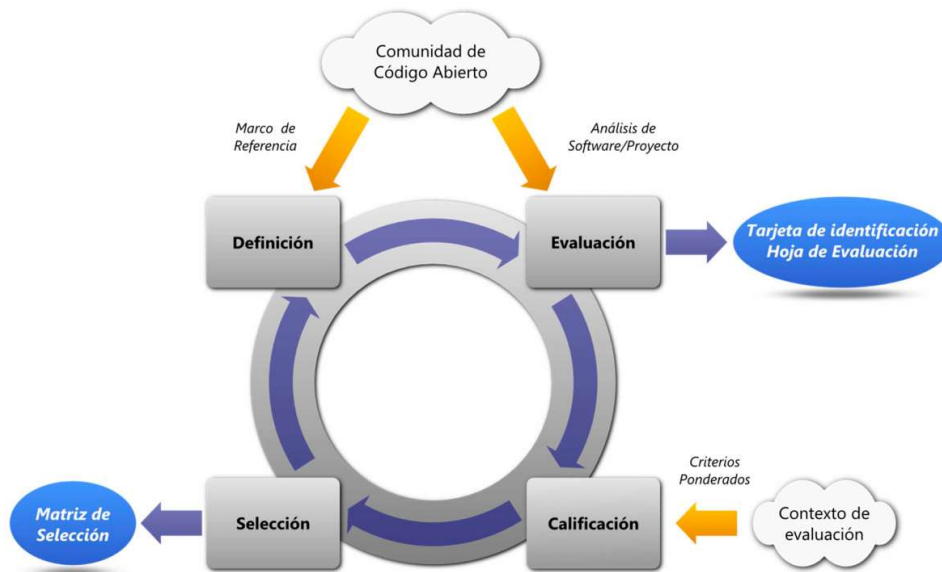 Comunidad de
Código Abierto
Marco de
Referencia
Análisis de
Software/Proyecto
Definición
Evaluación
Tarjeta de identificación
Hoja de Evaluación
Criterios
Ponderados
Matriz de
Selección
Selección
Calificación
Contexto de
evaluación